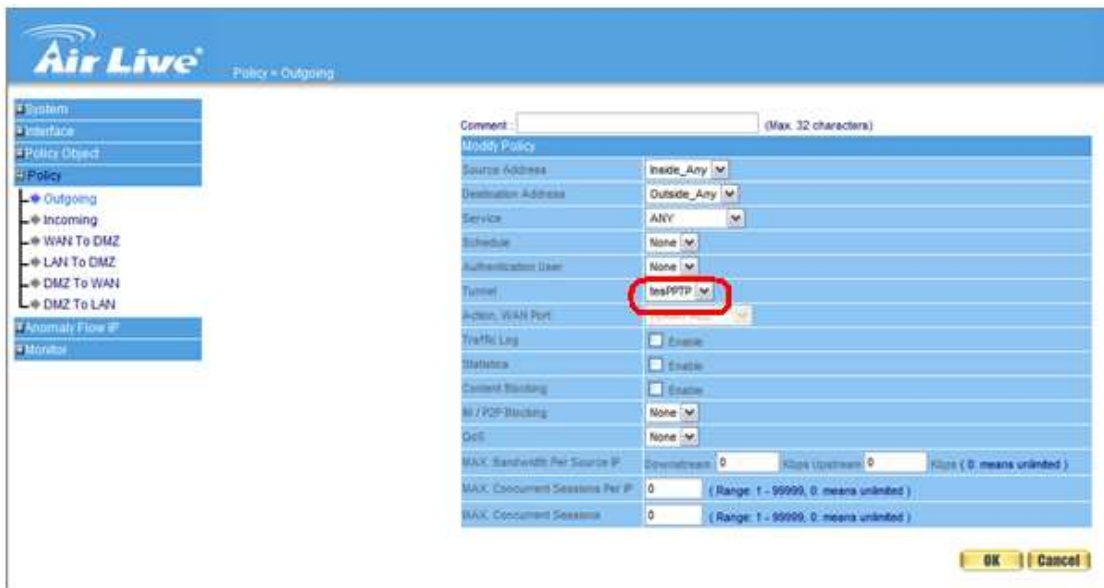 Air Live®
Policy » Outgoing
System
Interface
Policy Object
Policy
Outgoing
Incoming
WAN To DMZ
LAN To DMZ
DMZ To WAN
DMZ To LAN
Anomaly Flow IP
Monitor
Comment : (Max. 32 characters)
Modify Policy
Source Address Inside_Any
Destination Address Outside_Any
Service ANY
Schedule None
Authentication User None
Tunnel tesPPTP
Action, WAN Port
Traffic Log Enable
Statistics Enable
Content Blocking Enable
IM / P2P Blocking None
QoS None
MAX. Bandwidth Per Source IP Downstream 0 Kbps Upstream 0 Kbps ( 0: means unlimited )
MAX. Concurrent Sessions Per IP 0 ( Range: 1 - 99999, 0: means unlimited )
MAX. Concurrent Sessions 0 ( Range: 1 - 99999, 0: means unlimited )
OK Cancel